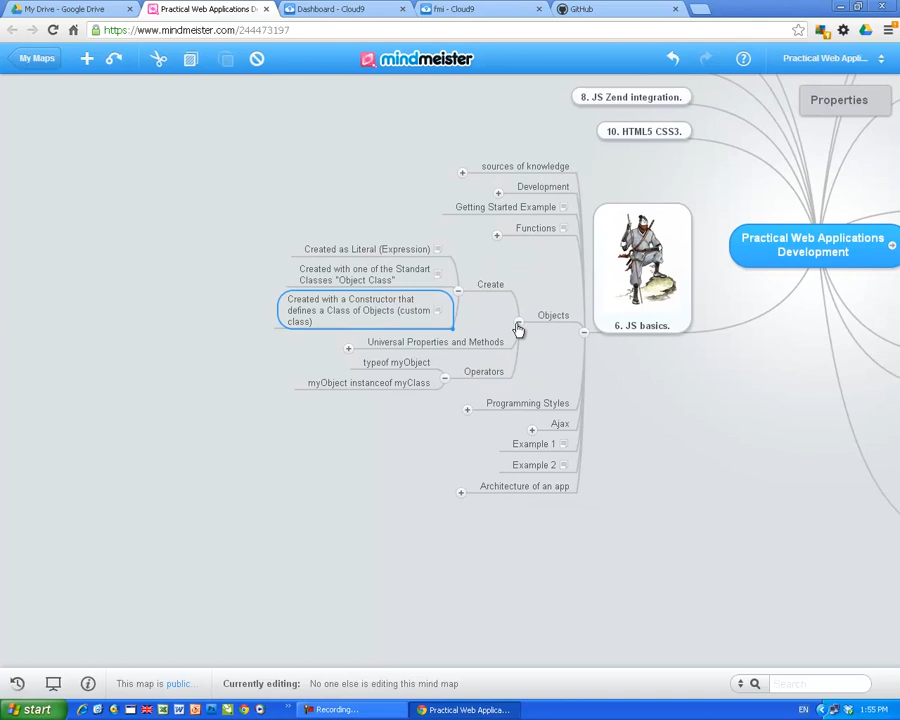 My Drive - Google Drive
Practical Web Applications De
Dashboard - Cloud9
fmi - Cloud9
GitHub
https://www.mindmeister.com/244473197
My Maps
mindmeister
Practical Web Appli...
8. JS Zend integration.
Properties
10. HTML5 CSS3.
sources of knowledge
Development
Getting Started Example
Functions
Created as Literal (Expression)
Created with one of the Standart
Classes "Object Class"
Create
Created with a Constructor that
defines a Class of Objects (custom
class)
Objects
Universal Properties and Methods
typeof myObject
Operators
myObject instanceof myClass
6. JS basics.
Practical Web Applications
Development
Programming Styles
Ajax
Example 1
Example 2
Architecture of an app
This map is public...
Currently editing: No one else is editing this mind map
Search
start
Recording...
Practical Web Applica...
EN
1:55 PM